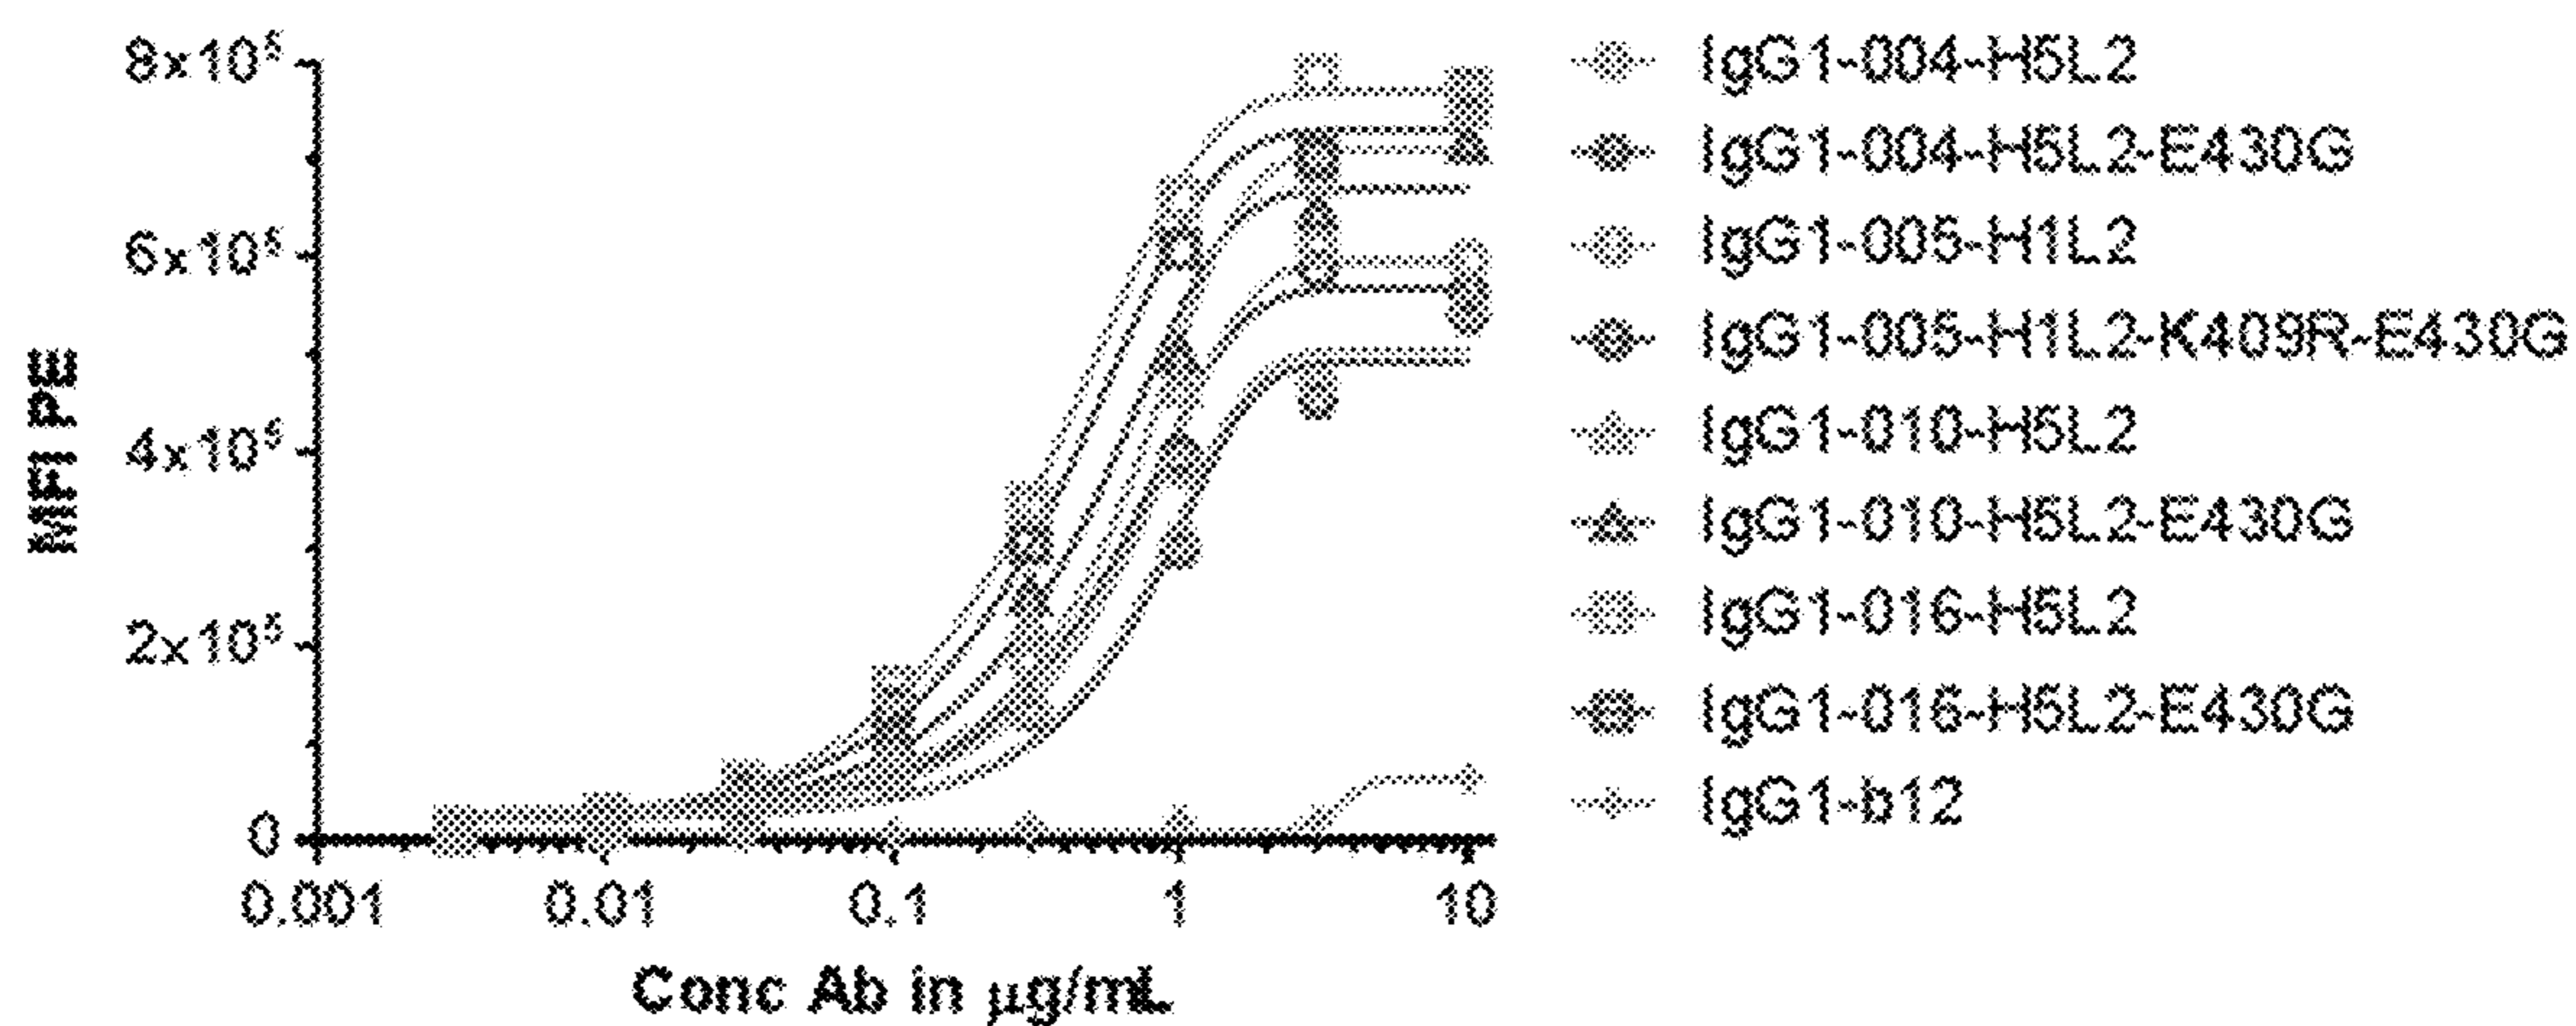 8x10⁵
6x10⁵
4x10⁵
2x10⁵
0
MFI PE
0.001
0.01
0.1
1
10
Conc Ab in µg/mL
IgG1-004-H5L2
IgG1-004-H5L2-E430G
IgG1-005-H1L2
IgG1-005-H1L2-K409R-E430G
IgG1-010-H5L2
IgG1-010-H5L2-E430G
IgG1-016-H5L2
IgG1-016-H5L2-E430G
IgG1-b12